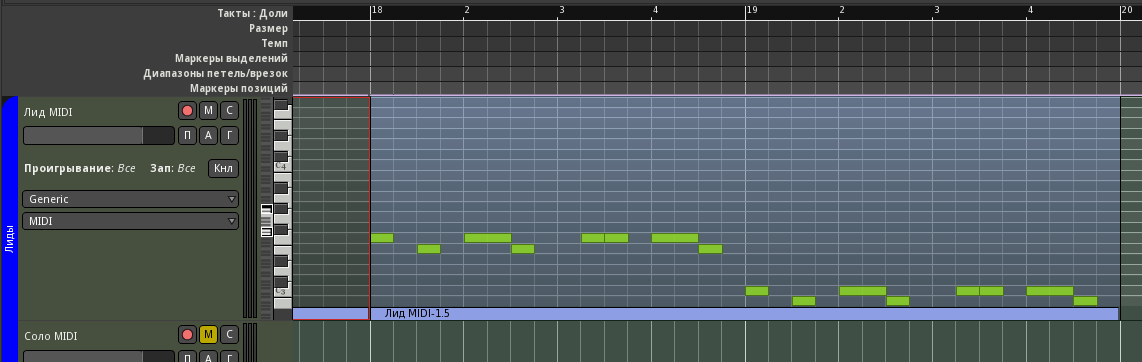 Такты : Доли
18 2 3 4 19 2 3 4 20
Размер
Темп
Маркеры выделений
Диапазоны петель/врезок
Маркеры позиций
Лид MIDI М С
П А Г
C4
Проигрывание: Все Зап: Все Кнл
Generic
MIDI
Лиды
C3
Лид MIDI-1.5
Соло MIDI М С
П А Г